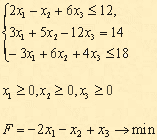 2x₁ - x₂ + 6x₃ ≤ 12,
3x₁ + 5x₂ - 12x₃ = 14
- 3x₁ + 6x₂ + 4x₃ ≤ 18
x₁ ≥ 0, x₂ ≥ 0, x₃ ≥ 0
F = -2x₁ - x₂ + x₃ → min